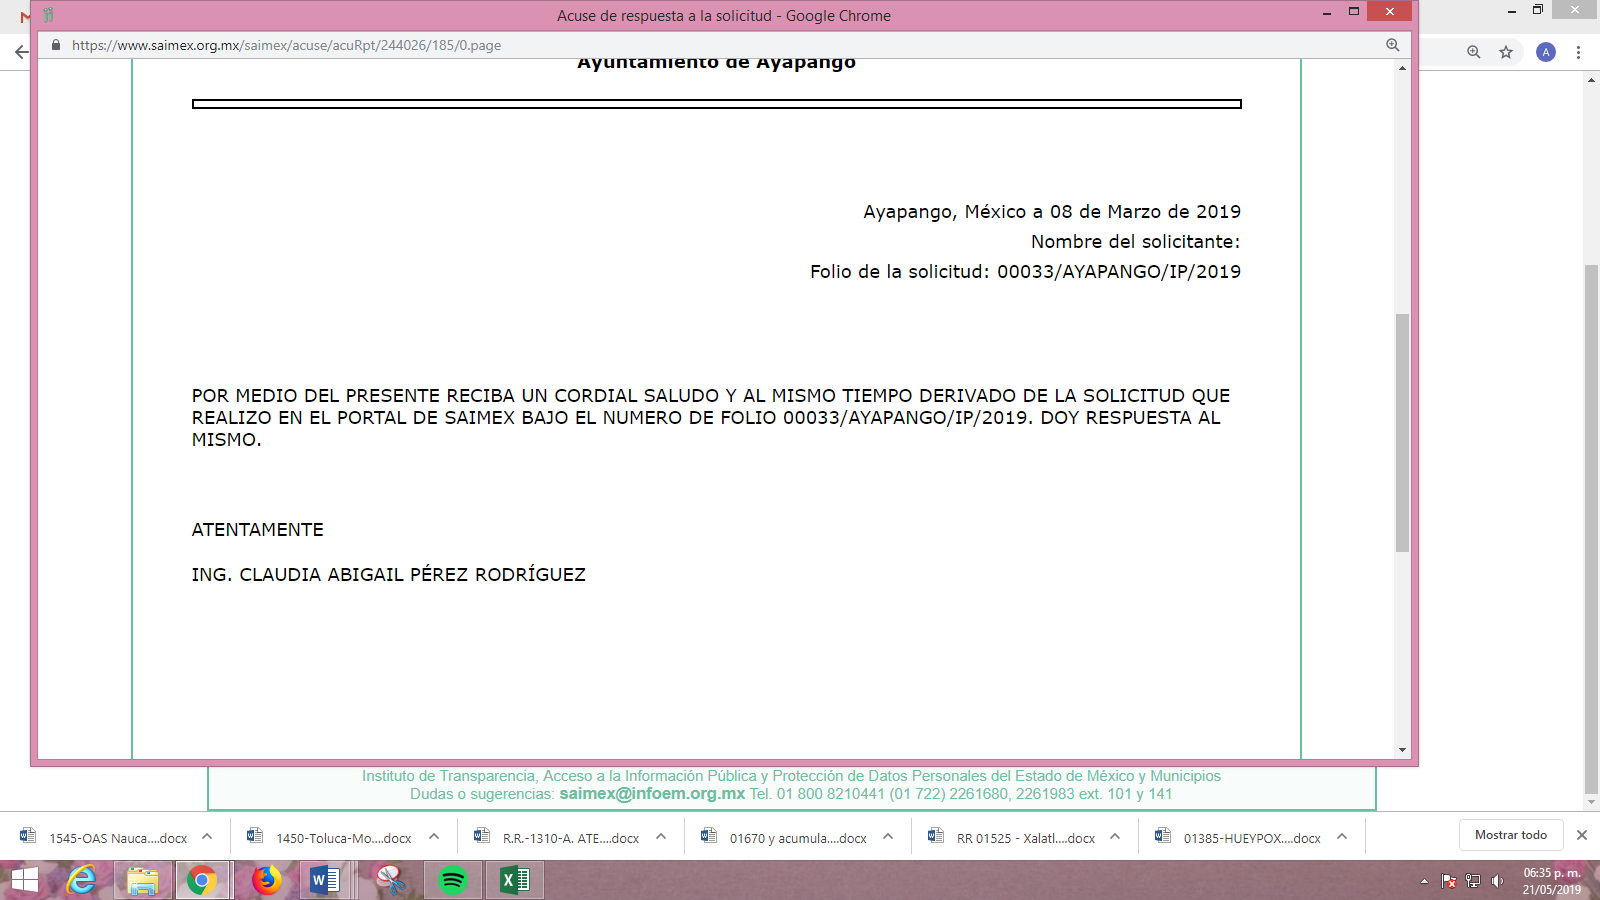 Acuse de respuesta a la solicitud - Google Chrome
https://www.saimex.org.mx/saimex/acuse/acuRpt/244026/185/0.page
A
Ayuntamiento de Ayapango
Ayapango, México a 08 de Marzo de 2019
Nombre del solicitante:
Folio de la solicitud: 00033/AYAPANGO/IP/2019
POR MEDIO DEL PRESENTE RECIBA UN CORDIAL SALUDO Y AL MISMO TIEMPO DERIVADO DE LA SOLICITUD QUE
REALIZO EN EL PORTAL DE SAIMEX BAJO EL NUMERO DE FOLIO 00033/AYAPANGO/IP/2019. DOY RESPUESTA AL
MISMO.
ATENTAMENTE
ING. CLAUDIA ABIGAIL PÉREZ RODRÍGUEZ
Instituto de Transparencia, Acceso a la Información Pública y Protección de Datos Personales del Estado de México y Municipios
Dudas o sugerencias: saimex@infoem.org.mx Tel. 01 800 8210441 (01 722) 2261680, 2261983 ext. 101 y 141
1545-OAS Nauca....docx
1450-Toluca-Mo....docx
R.R.-1310-A. ATE....docx
01670 y acumula....docx
RR 01525 - Xalatl....docx
01385-HUEYPOX....docx
Mostrar todo
06:35 p. m.
21/05/2019